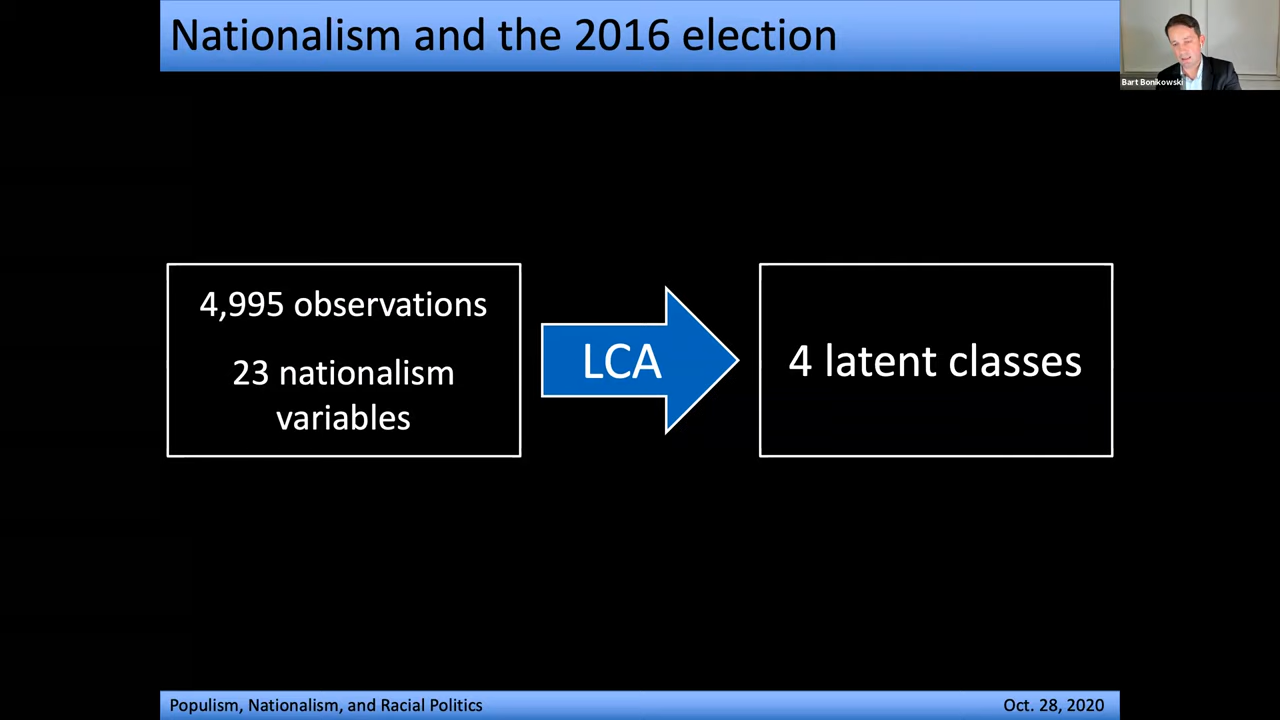 Nationalism and the 2016 election
Bart Bonikowski
4,995 observations
23 nationalism
variables
LCA
4 latent classes
Populism, Nationalism, and Racial Politics
Oct. 28, 2020